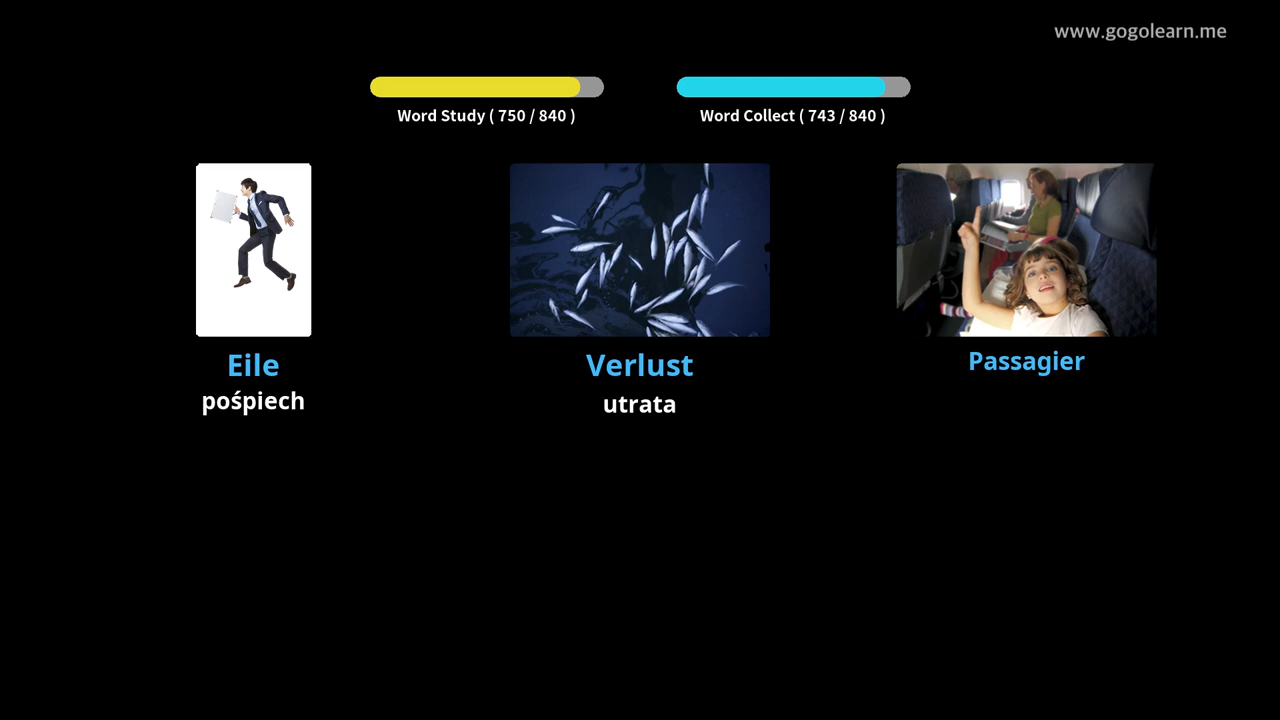 www.gogolearn.me
Word Study ( 750 / 840 )
Word Collect ( 743 / 840 )
Eile
pośpiech
Verlust
utrata
Passagier